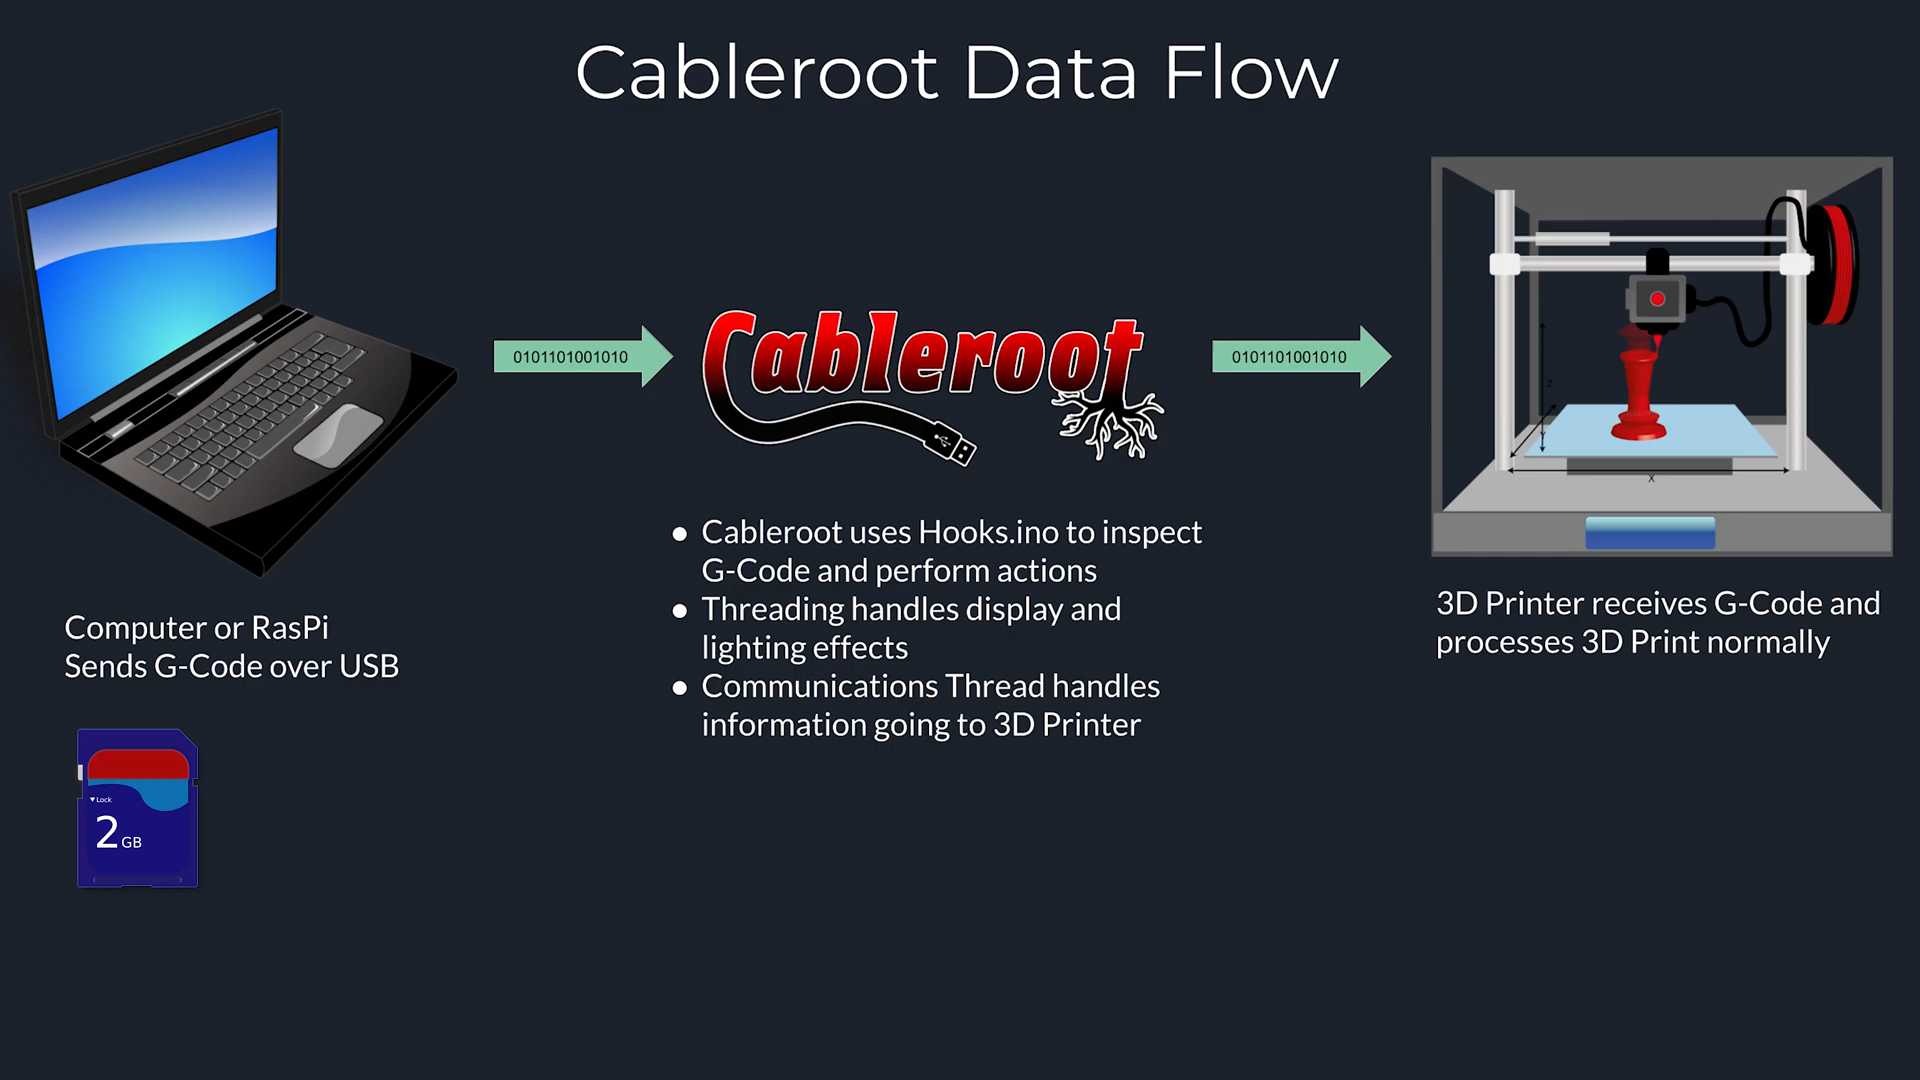 Cableroot Data Flow
0101101001010
Cableroot
0101101001010
● Cableroot uses Hooks.ino to inspect
G-Code and perform actions
● Threading handles display and
lighting effects
● Communications Thread handles
information going to 3D Printer
Computer or RasPi
Sends G-Code over USB
▼Lock
2 GB
Z
Y
X
3D Printer receives G-Code and
processes 3D Print normally